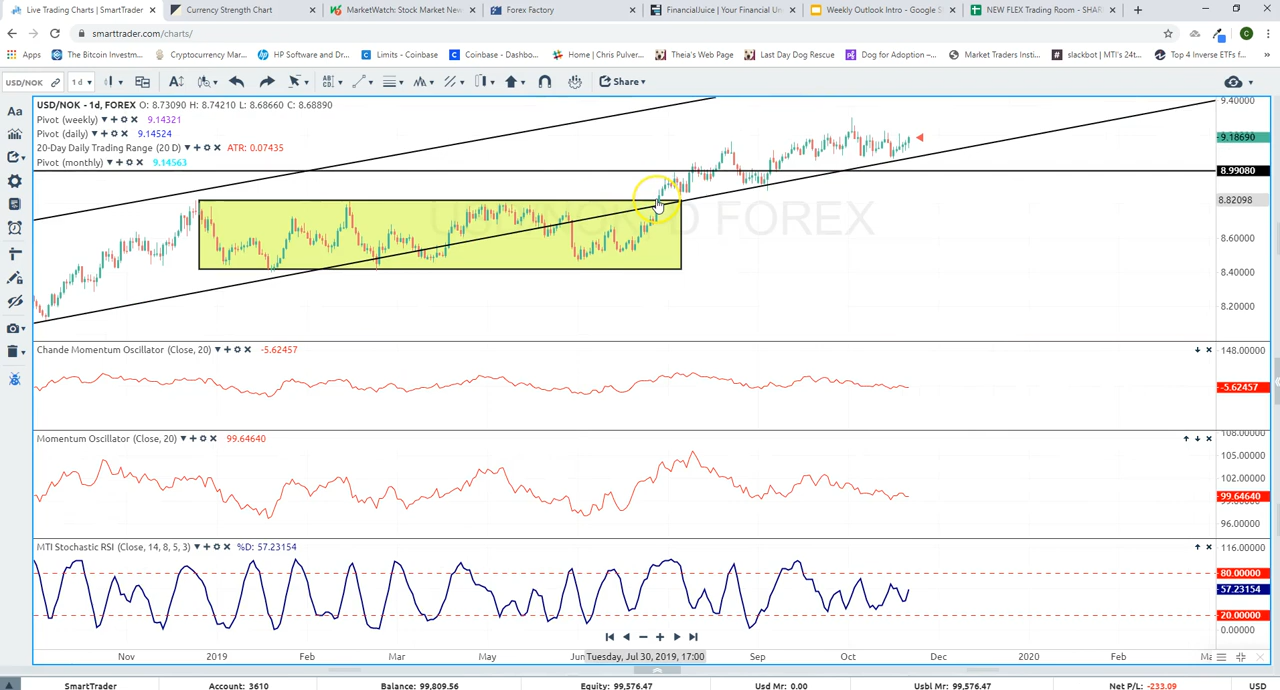 Live Trading Charts | SmartTrader
Currency Strength Chart
MarketWatch: Stock Market New
Forex Factory
FinancialJuice | Your Financial Un
Weekly Outlook Intro - Google S
NEW FLEX Trading Room - SHAR
smarttrader.com/charts/
Apps
The Bitcoin Investm...
Cryptocurrency Mar...
HP Software and Dr...
Limits - Coinbase
Coinbase - Dashbo...
Home | Chris Pulver...
Theia's Web Page
Last Day Dog Rescue
Dog for Adoption –...
Market Traders Insti...
slackbot | MTI's 24t...
Top 4 Inverse ETFs f...
USD/NOK
1 d
Share
USD/NOK - 1d, FOREX O: 8.73090 H: 8.74210 L: 8.68660 C: 8.68890
Pivot (weekly) 9.14321
Pivot (daily) 9.14524
20-Day Daily Trading Range (20 D) ATR: 0.07435
Pivot (monthly) 9.14563
9.40000
9.18690
8.99080
8.82098
8.60000
8.40000
8.20000
Chande Momentum Oscillator (Close, 20) -5.62457
148.00000
-5.62457
Momentum Oscillator (Close, 20) 99.64640
108.00000
105.00000
102.00000
99.64640
96.00000
MTI Stochastic RSI (Close, 14, 8, 5, 3) %D: 57.23154
116.00000
80.00000
57.23154
20.00000
0.00000
Nov 2019 Feb Mar May Jun Tuesday, Jul 30, 2019, 17:00 Sep Oct Dec 2020 Feb Ma
SmartTrader Account: 3610 Balance: 99,809.56 Equity: 99,576.47 Usd Mr: 0.00 Usbl Mr: 99,576.47 Net P/L: -233.09 USD